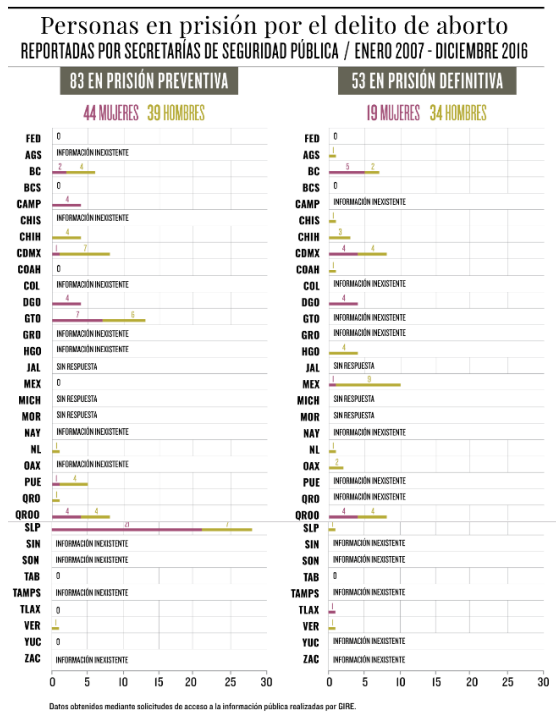 Personas en prisión por el delito de aborto
REPORTADAS POR SECRETARÍAS DE SEGURIDAD PÚBLICA / ENERO 2007 - DICIEMBRE 2016
83 EN PRISIÓN PREVENTIVA
44 MUJERES 39 HOMBRES
FED 0
AGS INFORMACIÓN INEXISTENTE
BC 2 4
BCS 0
CAMP 4
CHIS INFORMACIÓN INEXISTENTE
CHIH 4
CDMX 1 7
COAH 0
COL INFORMACIÓN INEXISTENTE
DGO 4
GTO 7 6
GRO INFORMACIÓN INEXISTENTE
HGO INFORMACIÓN INEXISTENTE
JAL SIN RESPUESTA
MEX 0
MICH SIN RESPUESTA
MOR SIN RESPUESTA
NAY INFORMACIÓN INEXISTENTE
NL 1
OAX INFORMACIÓN INEXISTENTE
PUE 1 4
QRO 1
QROO 4 4
SLP 21 7
SIN INFORMACIÓN INEXISTENTE
SON INFORMACIÓN INEXISTENTE
TAB 0
TAMPS INFORMACIÓN INEXISTENTE
TLAX 0
VER 1
YUC 0
ZAC INFORMACIÓN INEXISTENTE
0 5 10 15 20 25 30
53 EN PRISIÓN DEFINITIVA
19 MUJERES 34 HOMBRES
FED 0
AGS 1
BC 5 2
BCS 0
CAMP INFORMACIÓN INEXISTENTE
CHIS 1
CHIH 3
CDMX 4 4
COAH 1
COL INFORMACIÓN INEXISTENTE
DGO 4
GTO INFORMACIÓN INEXISTENTE
GRO INFORMACIÓN INEXISTENTE
HGO 4
JAL SIN RESPUESTA
MEX 1 9
MICH SIN RESPUESTA
MOR SIN RESPUESTA
NAY INFORMACIÓN INEXISTENTE
NL 1
OAX 2
PUE INFORMACIÓN INEXISTENTE
QRO INFORMACIÓN INEXISTENTE
QROO 4 4
SLP 1
SIN INFORMACIÓN INEXISTENTE
SON INFORMACIÓN INEXISTENTE
TAB 0
TAMPS INFORMACIÓN INEXISTENTE
TLAX 1
VER 1
YUC INFORMACIÓN INEXISTENTE
ZAC INFORMACIÓN INEXISTENTE
0 5 10 15 20 25 30
Datos obtenidos mediante solicitudes de acceso a la información pública realizadas por GIRE.